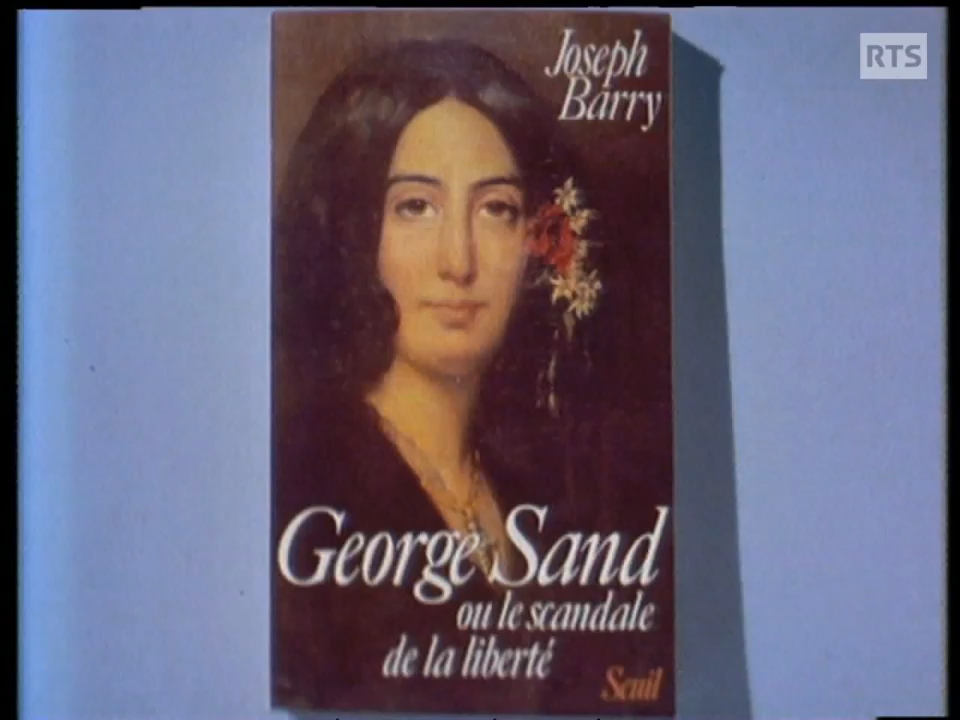 RTS
Joseph
Barry
George Sand
ou le scandale
de la liberté
Seuil